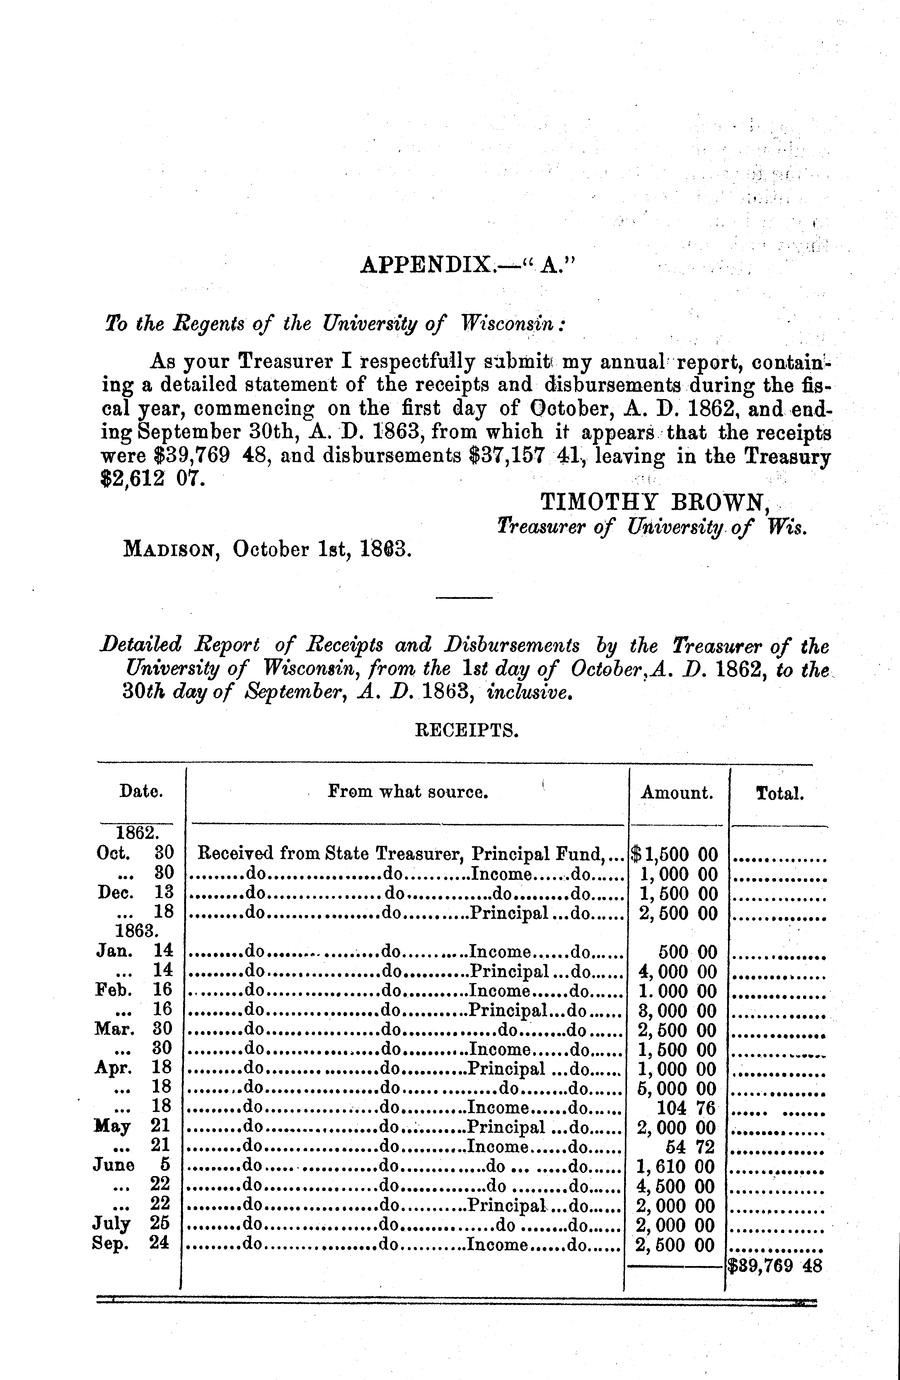 APPENDIX.—“ A.”
To the Regents of the University of Wisconsin :
As your Treasurer I respectfully submit my annual report, contain-
ing a detailed statement of the receipts and disbursements during the fis-
cal year, commencing on the first day of October, A. D. 1862, and end-
ing September 30th, A. D. 1863, from which it appears that the receipts
were $39,769 48, and disbursements $37,157 41, leaving in the Treasury
$2,612 07.
TIMOTHY BROWN,
Treasurer of University of Wis.
MADISON, October 1st, 1863.
Detailed Report of Receipts and Disbursements by the Treasurer of the
University of Wisconsin, from the 1st day of October, A. D. 1862, to the
30th day of September, A. D. 1863, inclusive.
RECEIPTS.
Date. From what source. Amount. Total.
1862.
Oct. 30 Received from State Treasurer, Principal Fund,... $1,500 00 ...............
... 30 .........do.................do..........Income......do...... 1,000 00 ...............
Dec. 13 .........do.................do.............do.........do...... 1,500 00 ...............
... 18 .........do.................do..........Principal...do...... 2,500 00 ...............
1863.
Jan. 14 .........do.................do..........Income......do...... 500 00 ...............
... 14 .........do.................do..........Principal...do...... 4,000 00 ...............
Feb. 16 .........do.................do..........Income......do...... 1.000 00 ...............
... 16 .........do.................do..........Principal...do...... 3,000 00 ...............
Mar. 30 .........do.................do..............do........do...... 2,500 00 ...............
... 30 .........do.................do..........Income......do...... 1,500 00 ...............
Apr. 18 .........do.................do..........Principal ...do...... 1,000 00 ...............
... 18 .........do.................do..............do........do...... 5,000 00 ...............
... 18 .........do.................do..........Income......do...... 104 76 ...............
May 21 .........do.................do..........Principal ...do...... 2,000 00 ...............
... 21 .........do.................do..........Income......do...... 54 72 ...............
June 5 .........do.................do.............do ... .....do...... 1,610 00 ...............
... 22 .........do.................do.............do .........do...... 4,500 00 ...............
... 22 .........do.................do..........Principal...do...... 2,000 00 ...............
July 25 .........do.................do..............do ........do...... 2,000 00 ...............
Sep. 24 .........do.................do..........Income......do...... 2,500 00 ...............
$39,769 48